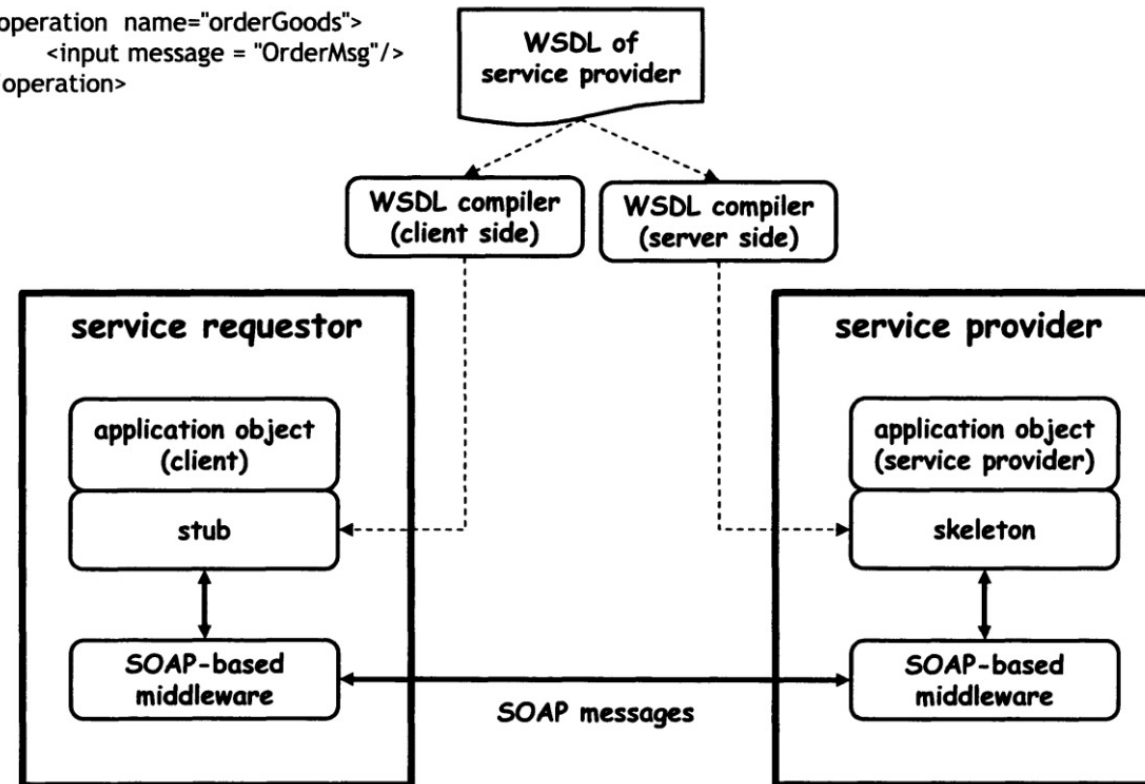 operation name="orderGoods">
<input message = "OrderMsg"/>
operation>
WSDL of
service provider
WSDL compiler
(client side)
WSDL compiler
(server side)
service requestor
service provider
application object
(client)
application object
(service provider)
stub
skeleton
SOAP-based
middleware
SOAP-based
middleware
SOAP messages